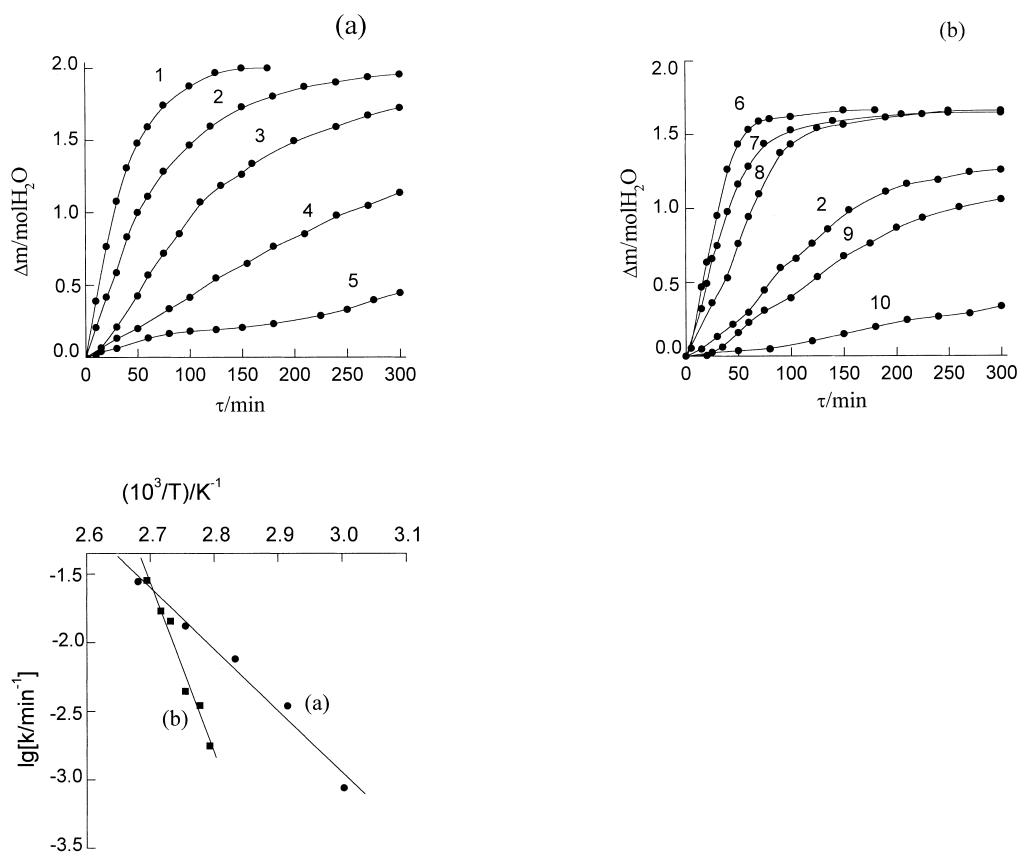 (a)
2.0
1.5
1.0
0.5
0.0
Δm/molH₂O
1
2
3
4
5
0 50 100 150 200 250 300
τ/min
(b)
2.0
1.5
1.0
0.5
0.0
Δm/molH₂O
6
7
8
2
9
10
0 50 100 150 200 250 300
τ/min
(10³/T)/K⁻¹
2.6 2.7 2.8 2.9 3.0 3.1
-1.5
-2.0
-2.5
-3.0
-3.5
lg[k/min⁻¹]
(a)
(b)